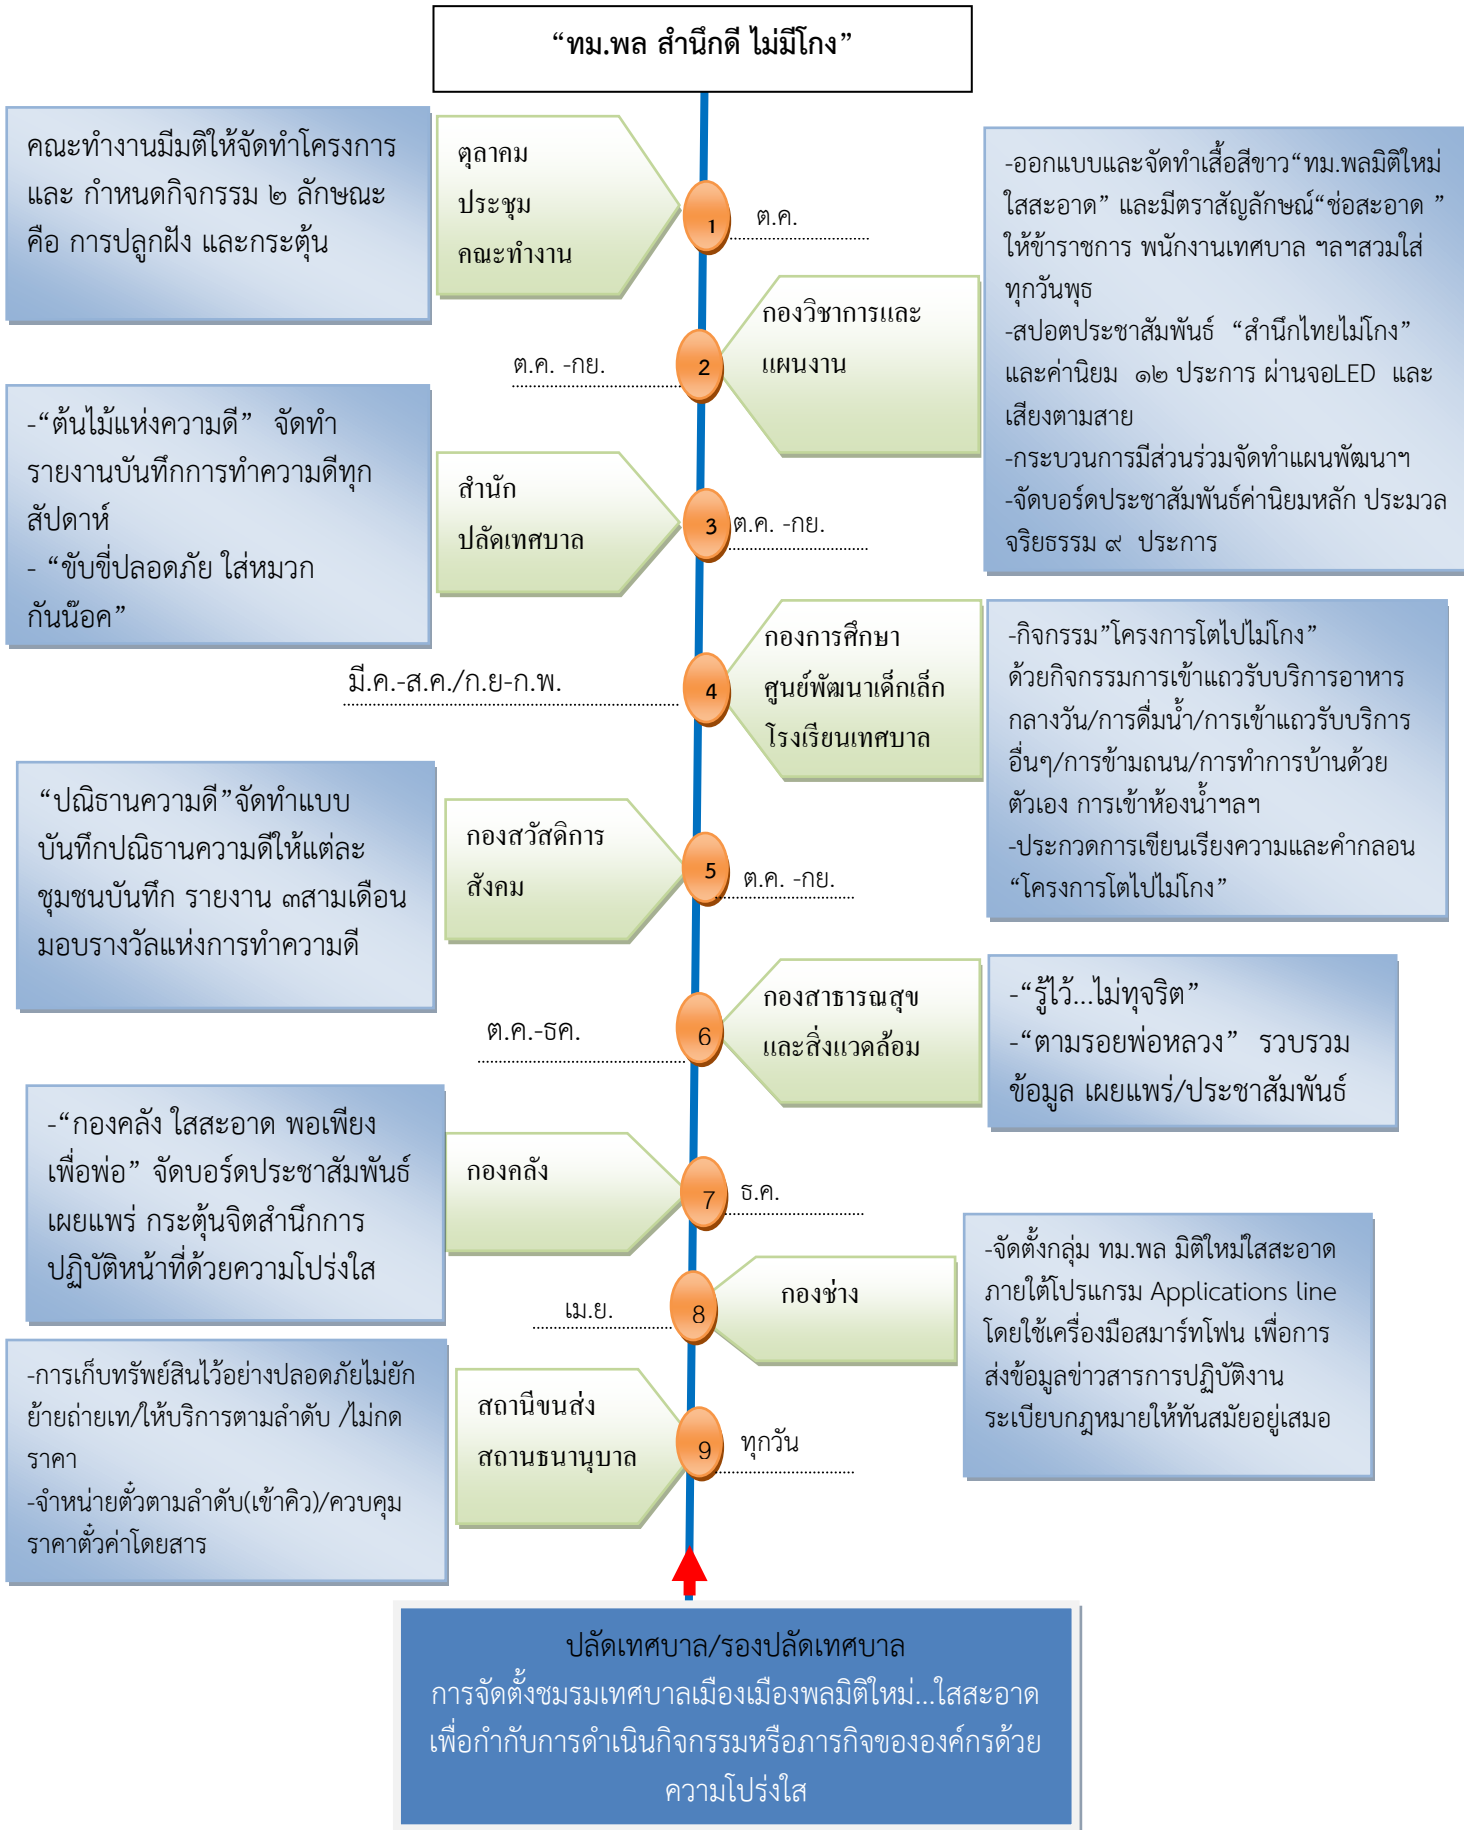 “ทม.พล สำนึกดี ไม่มีโกง”
คณะทำงานมีมติให้จัดทำโครงการ
และ กำหนดกิจกรรม ๒ ลักษณะ
คือ การปลูกฝัง และกระตุ้น
ตุลาคม
ประชุม
คณะทำงาน
1
ต.ค.
-ออกแบบและจัดทำเสื้อสีขาว“ทม.พลมิติใหม่
ใสสะอาด” และมีตราสัญลักษณ์“ช่อสะอาด ”
ให้ข้าราชการ พนักงานเทศบาล ฯลฯสวมใส่
ทุกวันพุธ
-สปอตประชาสัมพันธ์ “สำนึกไทยไม่โกง”
และค่านิยม ๑๒ ประการ ผ่านจอLED และ
เสียงตามสาย
-กระบวนการมีส่วนร่วมจัดทำแผนพัฒนาฯ
-จัดบอร์ดประชาสัมพันธ์ค่านิยมหลัก ประมวล
จริยธรรม ๙ ประการ
กองวิชาการและ
แผนงาน
2
ต.ค. -กย.
-“ต้นไม้แห่งความดี” จัดทำ
รายงานบันทึกการทำความดีทุก
สัปดาห์
- “ขับขี่ปลอดภัย ใส่หมวก
กันน๊อค”
สำนัก
ปลัดเทศบาล
3
ต.ค. -กย.
กองการศึกษา
ศูนย์พัฒนาเด็กเล็ก
โรงเรียนเทศบาล
4
มี.ค.-ส.ค./ก.ย-ก.พ.
-กิจกรรม”โครงการโตไปไม่โกง”
ด้วยกิจกรรมการเข้าแถวรับบริการอาหาร
กลางวัน/การดื่มน้ำ/การเข้าแถวรับบริการ
อื่นๆ/การข้ามถนน/การทำการบ้านด้วย
ตัวเอง การเข้าห้องน้ำฯลฯ
-ประกวดการเขียนเรียงความและคำกลอน
“โครงการโตไปไม่โกง”
“ปณิธานความดี”จัดทำแบบ
บันทึกปณิธานความดีให้แต่ละ
ชุมชนบันทึก รายงาน ๓สามเดือน
มอบรางวัลแห่งการทำความดี
กองสวัสดิการ
สังคม
5
ต.ค. -กย.
กองสาธารณสุข
และสิ่งแวดล้อม
6
ต.ค.-ธค.
-“รู้ไว้...ไม่ทุจริต”
-“ตามรอยพ่อหลวง” รวบรวม
ข้อมูล เผยแพร่/ประชาสัมพันธ์
-“กองคลัง ใสสะอาด พอเพียง
เพื่อพ่อ” จัดบอร์ดประชาสัมพันธ์
เผยแพร่ กระตุ้นจิตสำนึกการ
ปฏิบัติหน้าที่ด้วยความโปร่งใส
กองคลัง
7
ธ.ค.
กองช่าง
8
เม.ย.
-จัดตั้งกลุ่ม ทม.พล มิติใหม่ใสสะอาด
ภายใต้โปรแกรม Applications line
โดยใช้เครื่องมือสมาร์ทโฟน เพื่อการ
ส่งข้อมูลข่าวสารการปฏิบัติงาน
ระเบียบกฎหมายให้ทันสมัยอยู่เสมอ
-การเก็บทรัพย์สินไว้อย่างปลอดภัยไม่ยัก
ย้ายถ่ายเท/ให้บริการตามลำดับ /ไม่กด
ราคา
-จำหน่ายตั๋วตามลำดับ(เข้าคิว)/ควบคุม
ราคาตั๋วค่าโดยสาร
สถานีขนส่ง
สถานธนานุบาล
9
ทุกวัน
ปลัดเทศบาล/รองปลัดเทศบาล
การจัดตั้งชมรมเทศบาลเมืองเมืองพลมิติใหม่...ใสสะอาด
เพื่อกำกับการดำเนินกิจกรรมหรือภารกิจขององค์กรด้วย
ความโปร่งใส